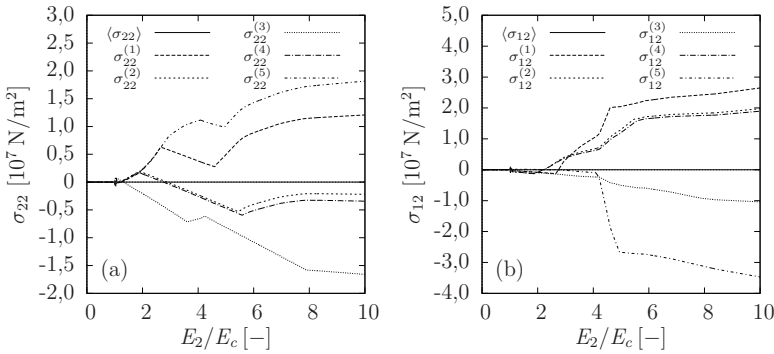 3,0
2,5
2,0
1,5
1,0
0,5
0
-0,5
-1,0
-1,5
-2,0
σ22 [10^7 N/m^2]
⟨σ22⟩
σ22^(1)
σ22^(2)
σ22^(3)
σ22^(4)
σ22^(5)
(a)
0 2 4 6 8 10
E2/Ec [−]
5,0
4,0
3,0
2,0
1,0
0
-1,0
-2,0
-3,0
-4,0
σ12 [10^7 N/m^2]
⟨σ12⟩
σ12^(1)
σ12^(2)
σ12^(3)
σ12^(4)
σ12^(5)
(b)
0 2 4 6 8 10
E2/Ec [−]